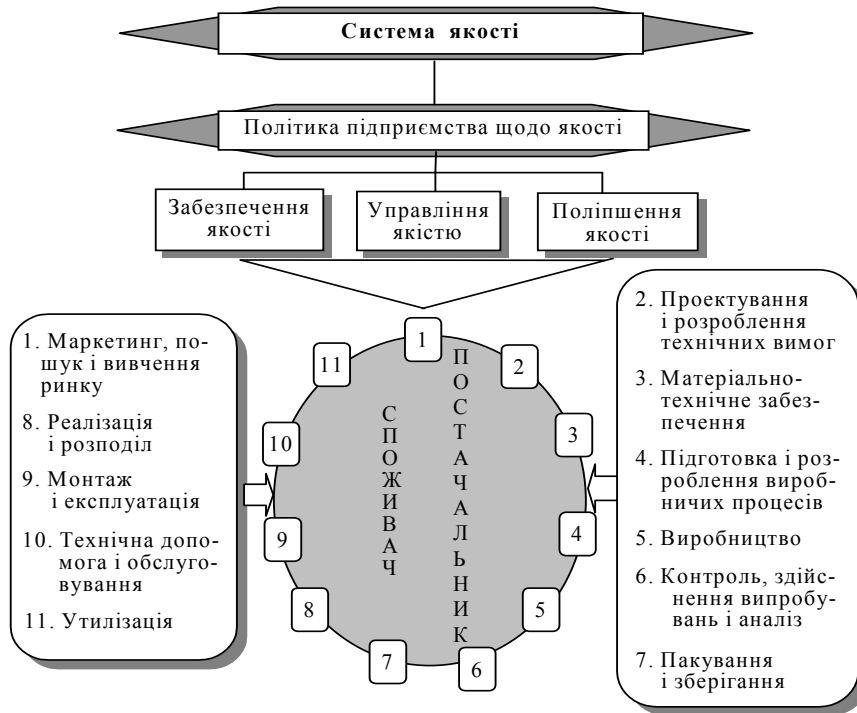 Система якості
Політика підприємства щодо якості
Забезпечення
якості
Управління
якістю
Поліпшення
якості
1. Маркетинг, по-
шук і вивчення
ринку
8. Реалізація
і розподіл
9. Монтаж
і експлуатація
10. Технічна допо-
мога і обслуго-
вування
11. Утилізація
1
2
3
4
5
6
7
8
9
10
11
СПОЖИВАЧ
ПОСТАЧАЛЬНИК
2. Проектування
і розроблення
технічних вимог
3. Матеріально-
технічне забез-
печення
4. Підготовка і роз-
роблення вироб-
ничих процесів
5. Виробництво
6. Контроль, здійс-
нення випробу-
вань і аналіз
7. Пакування
і зберігання